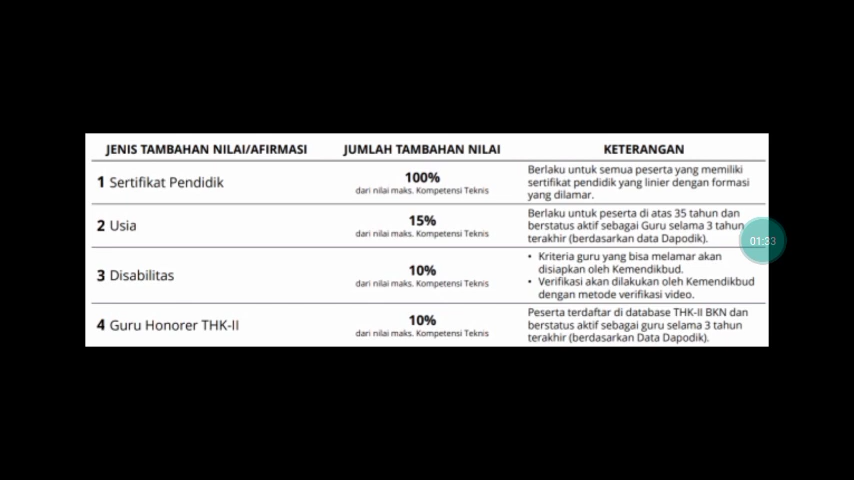 JENIS TAMBAHAN NILAI/AFIRMASI JUMLAH TAMBAHAN NILAI KETERANGAN
1 Sertifikat Pendidik
100%
dari nilai maks. Kompetensi Teknis
Berlaku untuk semua peserta yang memiliki
sertifikat pendidik yang linier dengan formasi
yang dilamar.
2 Usia
15%
dari nilai maks. Kompetensi Teknis
Berlaku untuk peserta di atas 35 tahun dan
berstatus aktif sebagai Guru selama 3 tahun
terakhir (berdasarkan data Dapodik).
01:33
3 Disabilitas
10%
dari nilai maks. Kompetensi Teknis
• Kriteria guru yang bisa melamar akan
disiapkan oleh Kemendikbud.
• Verifikasi akan dilakukan oleh Kemendikbud
dengan metode verifikasi video.
4 Guru Honorer THK-II
10%
dari nilai maks. Kompetensi Teknis
Peserta terdaftar di database THK-II BKN dan
berstatus aktif sebagai guru selama 3 tahun
terakhir (berdasarkan Data Dapodik).